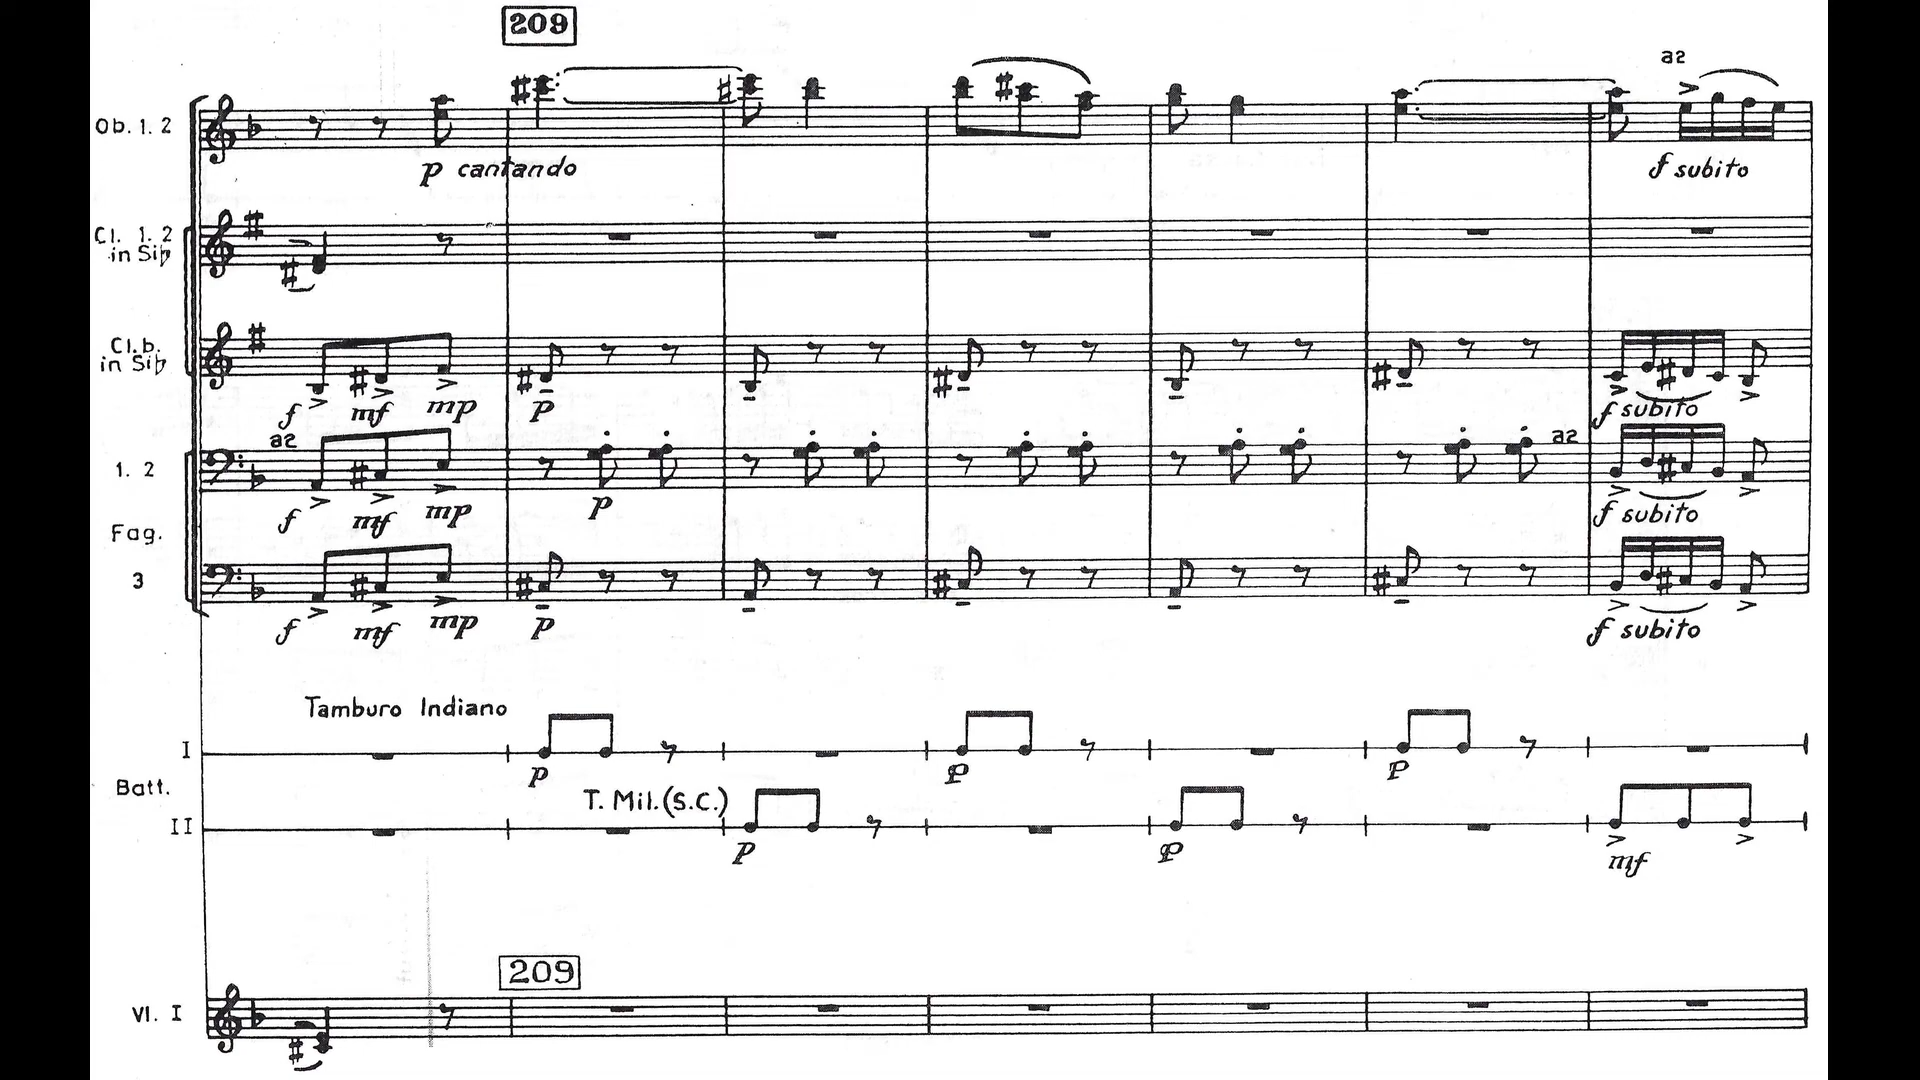 209
a2
Ob. 1. 2
p cantando
f subito
Cl. 1. 2
in Si♭
Cl. b.
in Si♭
f mf mp p
f subito
a2
a2
1. 2
f mf mp p
f subito
Fag.
3
f mf mp p
f subito
Tamburo Indiano
I
p p p
Batt.
T. Mil. (S.C.)
II
p p mf
209
Vl. I